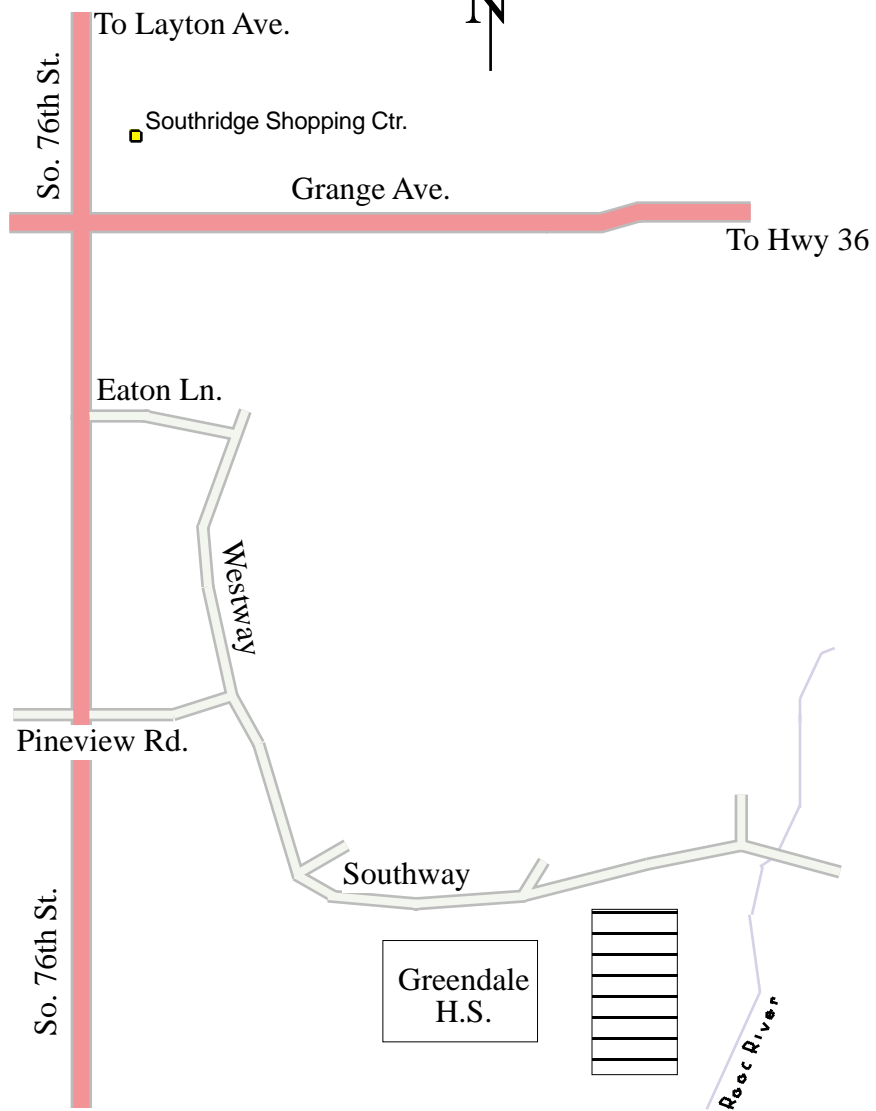 N
To Layton Ave.
So. 76th St.
Southridge Shopping Ctr.
Grange Ave.
To Hwy 36
Eaton Ln.
Westway
Pineview Rd.
Southway
So. 76th St.
Greendale
H.S.
River